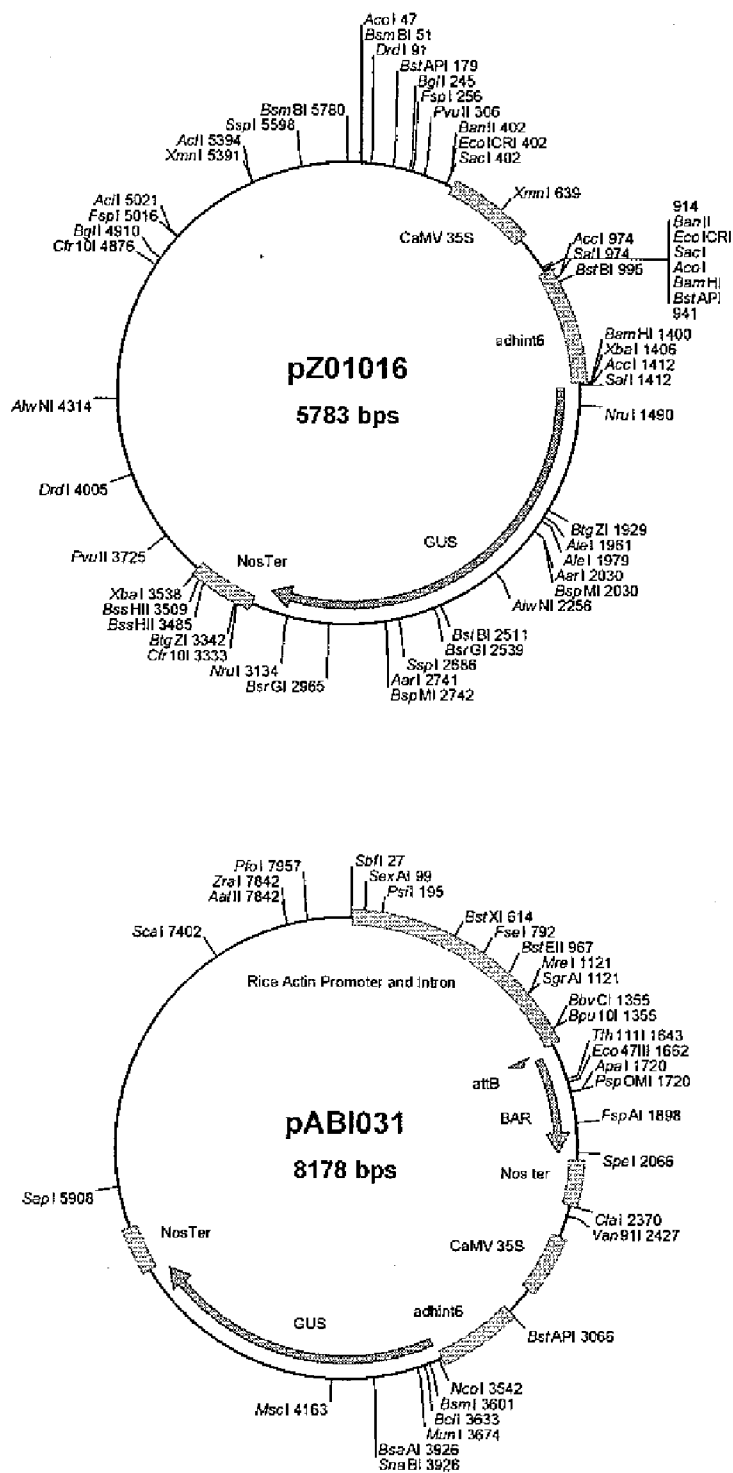 AccI 47
BsmBI 51
DrdI 91
BstAPI 179
BglI 245
FspI 256
PvuII 306
BanII 402
EcoICRI 402
SacI 402
XmnI 639
914
BanII
EcoICRI
SacI
AccI
BamHI
BstAPI
941
AccI 974
SalI 974
BstBI 995
BamHI 1400
XbaI 1406
AccI 1412
SalI 1412
NruI 1490
BtgZI 1929
AleI 1961
AleI 1979
AarI 2030
BspMI 2030
AlwNI 2256
BstBI 2511
BsrGI 2539
SspI 2686
AarI 2741
BspMI 2742
BsrGI 2965
NruI 3134
Cfr10I 3333
BtgZI 3342
BssHII 3485
BssHII 3509
XbaI 3538
PvuII 3725
DrdI 4005
AlwNI 4314
Cfr10I 4876
BglI 4910
FspI 5016
AclI 5021
XmnI 5391
AclI 5394
SspI 5598
BsmBI 5780
CaMV 35S
adhint6
GUS
NosTer
pZ01016
5783 bps
SbfI 27
SexAI 99
PsiI 195
BstXI 614
FseI 792
BstEII 967
MreI 1121
SgrAI 1121
BbvCI 1355
Bpu10I 1355
Tth111I 1643
Eco47III 1662
ApaI 1720
PspOMI 1720
FspAI 1898
SpeI 2066
ClaI 2370
Van91I 2427
BstAPI 3066
NcoI 3542
BsmI 3601
BclI 3633
MunI 3674
BsaAI 3926
SnaBI 3926
MscI 4163
SapI 5908
ScaI 7402
AatII 7842
ZraI 7842
PfoI 7957
Rice Actin Promoter and Intron
attB
BAR
Nos ter
CaMV 35S
adhint6
GUS
NosTer
pABI031
8178 bps